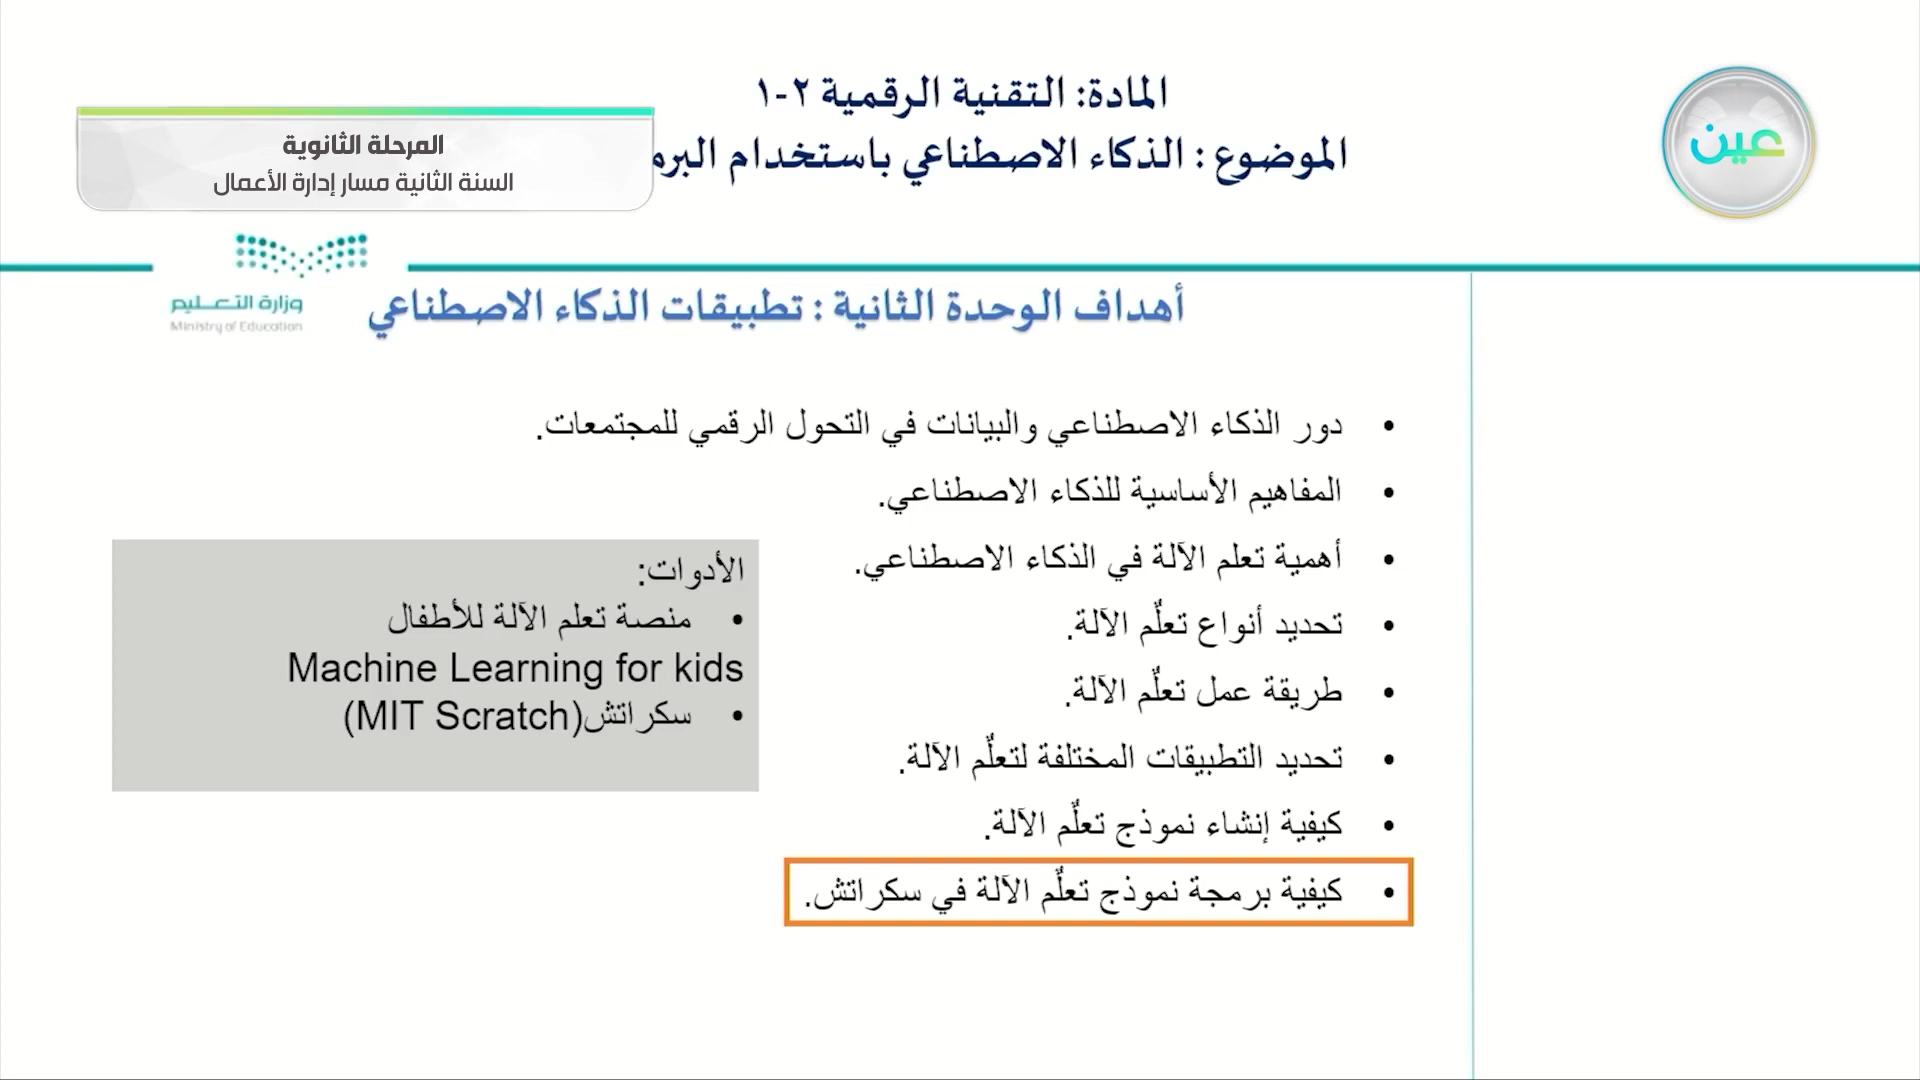 المادة: التقنية الرقمية ٢-١
الموضوع : الذكاء الاصطناعي باستخدام
عين
المرحلة الثانوية
السنة الثانية مسار إدارة الأعمال
وزارة التعـليم
Ministry of Education
أهداف الوحدة الثانية : تطبيقات الذكاء الاصطناعي
دور الذكاء الاصطناعي والبيانات في التحول الرقمي للمجتمعات.
المفاهيم الأساسية للذكاء الاصطناعي.
أهمية تعلم الآلة في الذكاء الاصطناعي.
تحديد أنواع تعلُّم الآلة.
طريقة عمل تعلُّم الآلة.
تحديد التطبيقات المختلفة لتعلُّم الآلة.
كيفية إنشاء نموذج تعلُّم الآلة.
كيفية برمجة نموذج تعلُّم الآلة في سكراتش.
الأدوات:
منصة تعلم الآلة للأطفال
Machine Learning for kids
سكراتش(MIT Scratch)